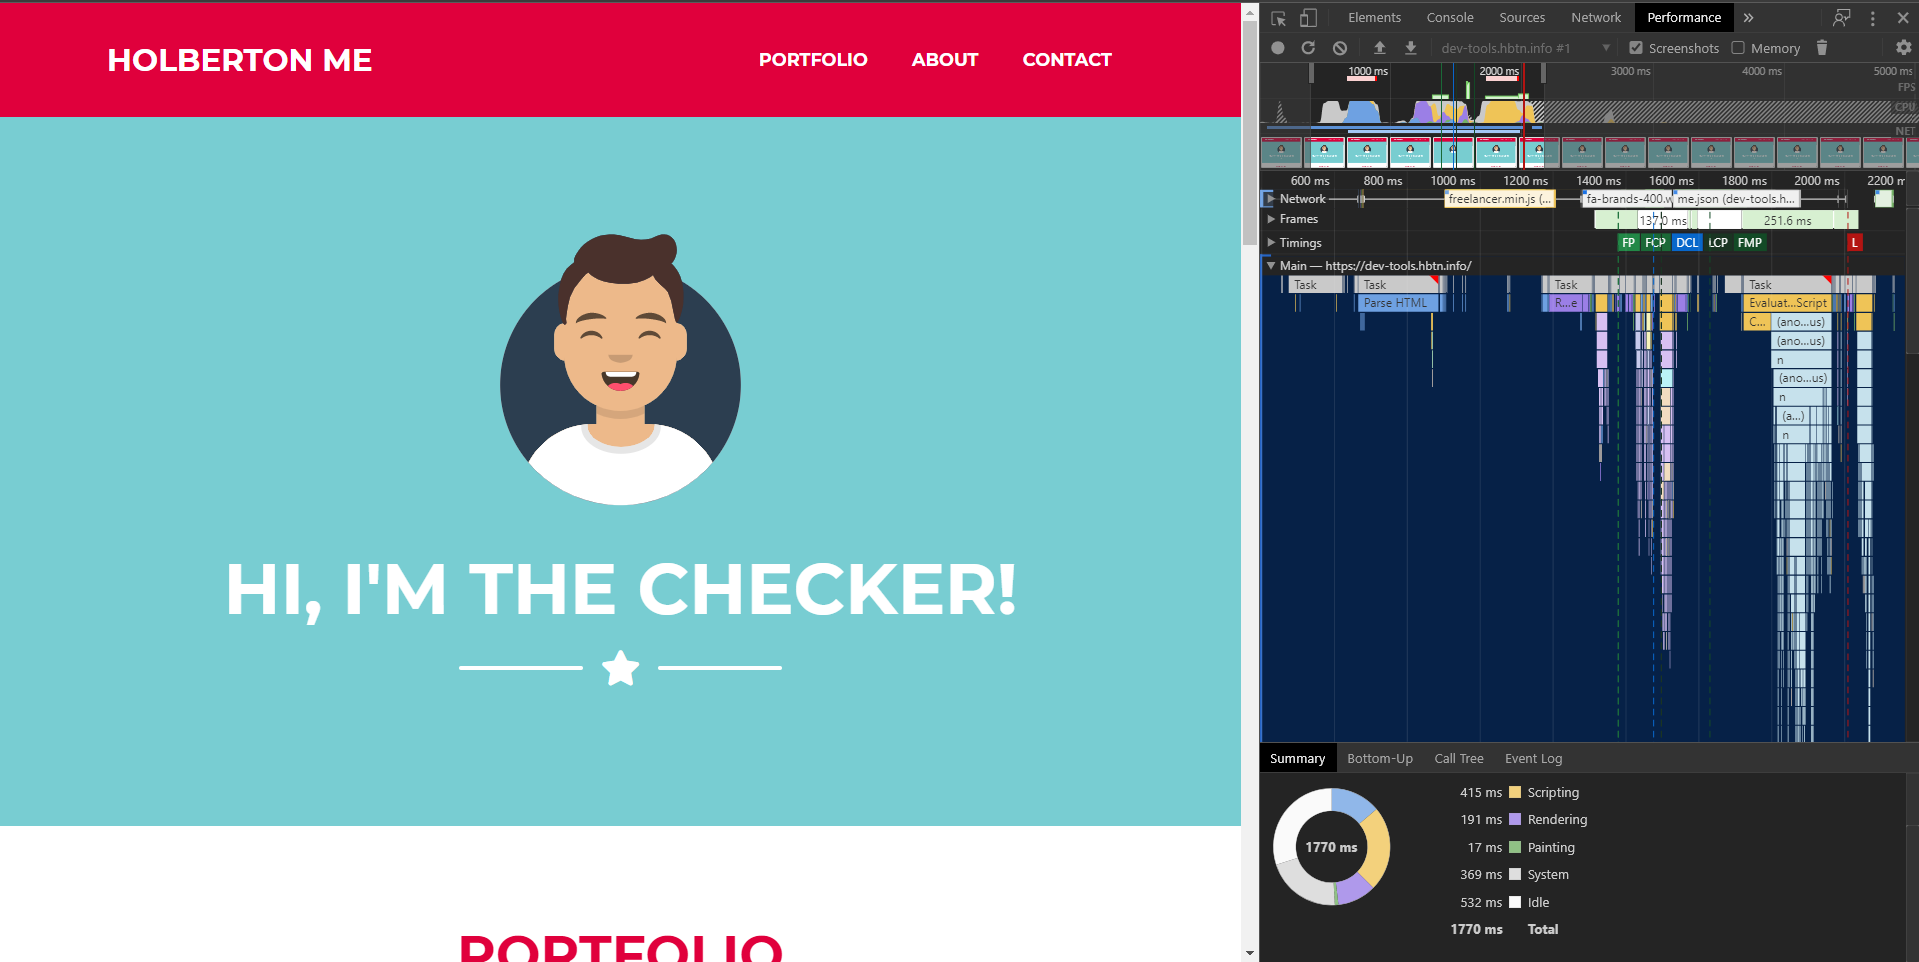 HOLBERTON ME
PORTFOLIO ABOUT CONTACT
HI, I'M THE CHECKER!
PORTFOLIO
Elements Console Sources Network Performance »
dev-tools.hbtn.info #1 Screenshots Memory
1000 ms 2000 ms 3000 ms 4000 ms 5000 ms
FPS
CPU
NET
600 ms 800 ms 1000 ms 1200 ms 1400 ms 1600 ms 1800 ms 2000 ms 2200 m
Network freelancer.min.js (... fa-brands-400.w me.json (dev-tools.h...
Frames 137.0 ms 251.6 ms
Timings FP FCP DCL LCP FMP L
Main — https://dev-tools.hbtn.info/
Task Task Task Task
Parse HTML R...e Evaluat...Script
C... (ano...us)
(ano...us)
n
(ano...us)
n
(a...)
n
Summary Bottom-Up Call Tree Event Log
1770 ms
415 ms Scripting
191 ms Rendering
17 ms Painting
369 ms System
532 ms Idle
1770 ms Total